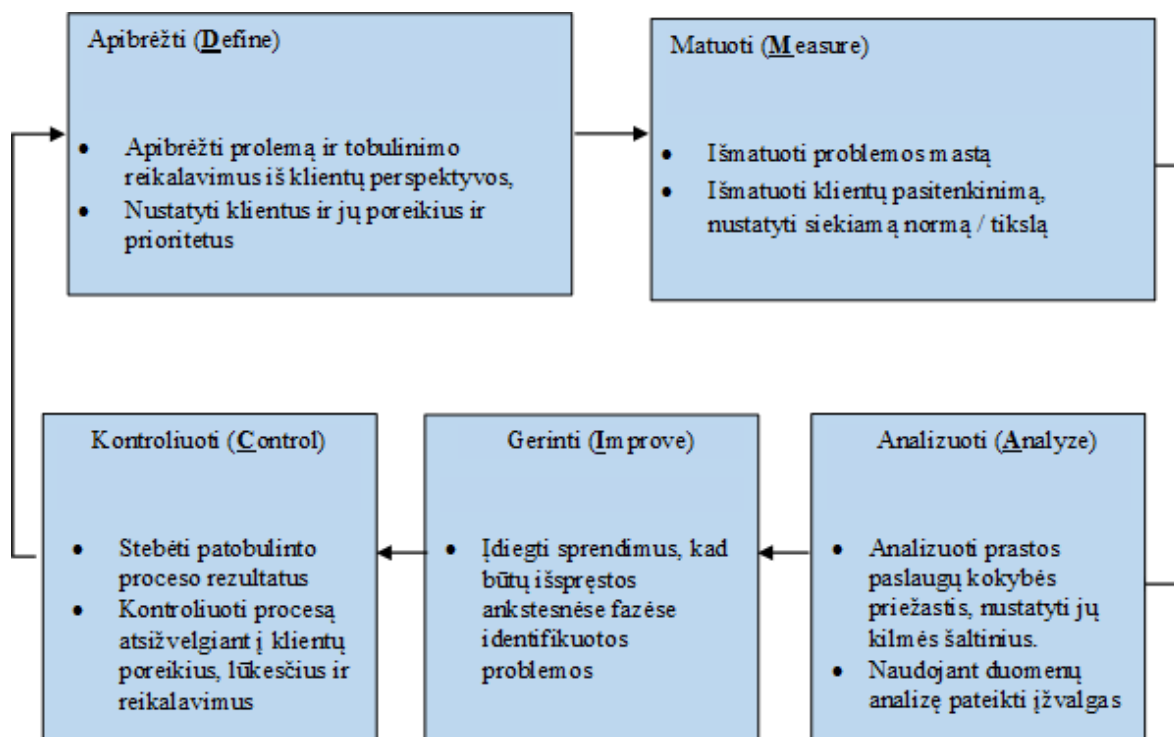 Apibrėžti (Define)
Apibrėžti prolemą ir tobulinimo
reikalavimus iš klientų perspektyvos,
Nustatyti klientus ir jų poreikius ir
prioritetus
Matuoti (Measure)
Išmatuoti problemos mastą
Išmatuoti klientų pasitenkinimą,
nustatyti siekiamą normą / tikslą
Kontroliuoti (Control)
Stebėti patobulinto
proceso rezultatus
Kontroliuoti procesą
atsižvelgiant į klientų
poreikius, lūkesčius ir
reikalavimus
Gerinti (Improve)
Įdiegti sprendimus, kad
būtų išspręstos
ankstesnėse fazėse
identifikuotos
problemos
Analizuoti (Analyze)
Analizuoti prastos
paslaugų kokybės
priežastis, nustatyti jų
kilmės šaltinius.
Naudojant duomenų
analizę pateikti įžvalgas